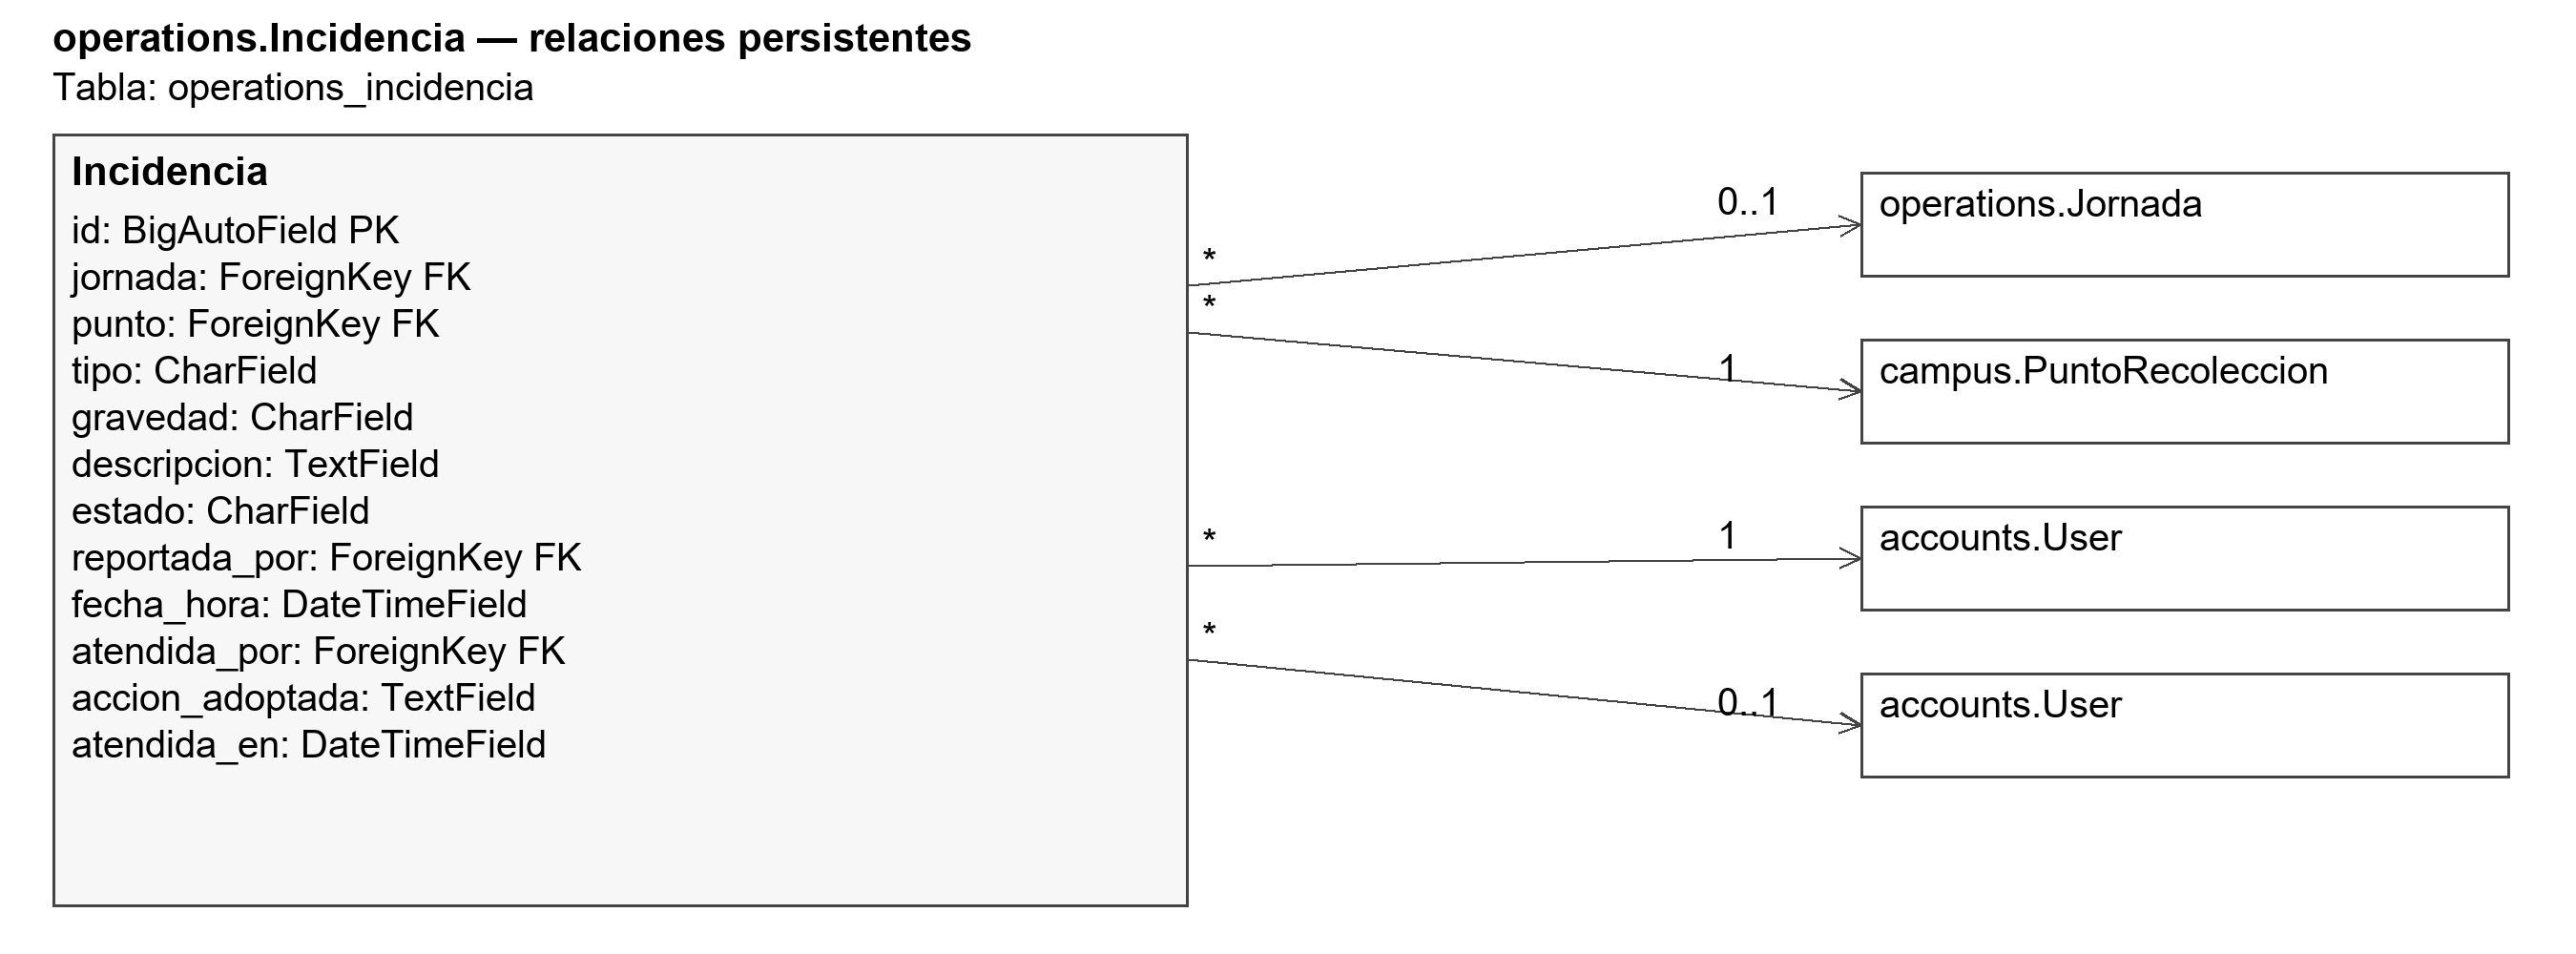 operations.Incidencia — relaciones persistentes
Tabla: operations_incidencia
Incidencia
id: BigAutoField PK
jornada: ForeignKey FK
punto: ForeignKey FK
tipo: CharField
gravedad: CharField
descripcion: TextField
estado: CharField
reportada_por: ForeignKey FK
fecha_hora: DateTimeField
atendida_por: ForeignKey FK
accion_adoptada: TextField
atendida_en: DateTimeField
*
0..1
operations.Jornada
*
1
campus.PuntoRecoleccion
*
1
accounts.User
*
0..1
accounts.User